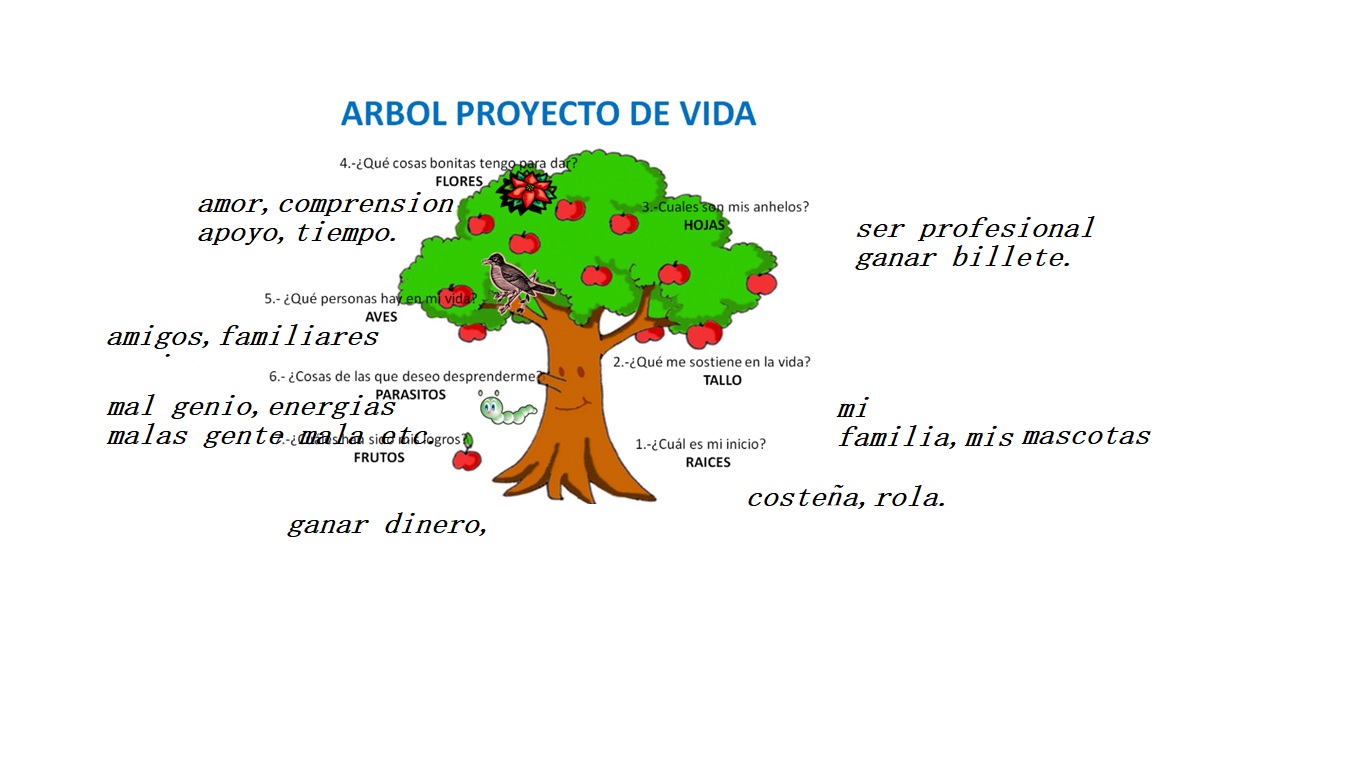 ARBOL PROYECTO DE VIDA
4.-¿Qué cosas bonitas tengo para dar?
FLORES
amor, comprension
apoyo, tiempo.
3.-Cuales son mis anhelos?
HOJAS
ser profesional
ganar billete.
5.- ¿Qué personas hay en mi vida?
AVES
amigos, familiares
.
2.-¿Qué me sostiene en la vida?
TALLO
mi
familia, mis mascotas
6.- ¿Cosas de las que deseo desprenderme?
PARASITOS
mal genio, energias
malas gente mala etc.
7.-¿Cuáles han sido mis logros?
FRUTOS
ganar dinero,
1.-¿Cuál es mi inicio?
RAICES
costeña, rola.